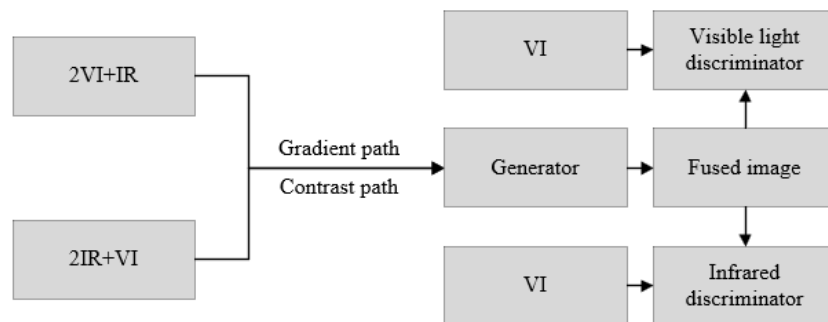 2VI+IR
2IR+VI
Gradient path
Contrast path
VI
Visible light
discriminator
Generator
Fused image
VI
Infrared
discriminator